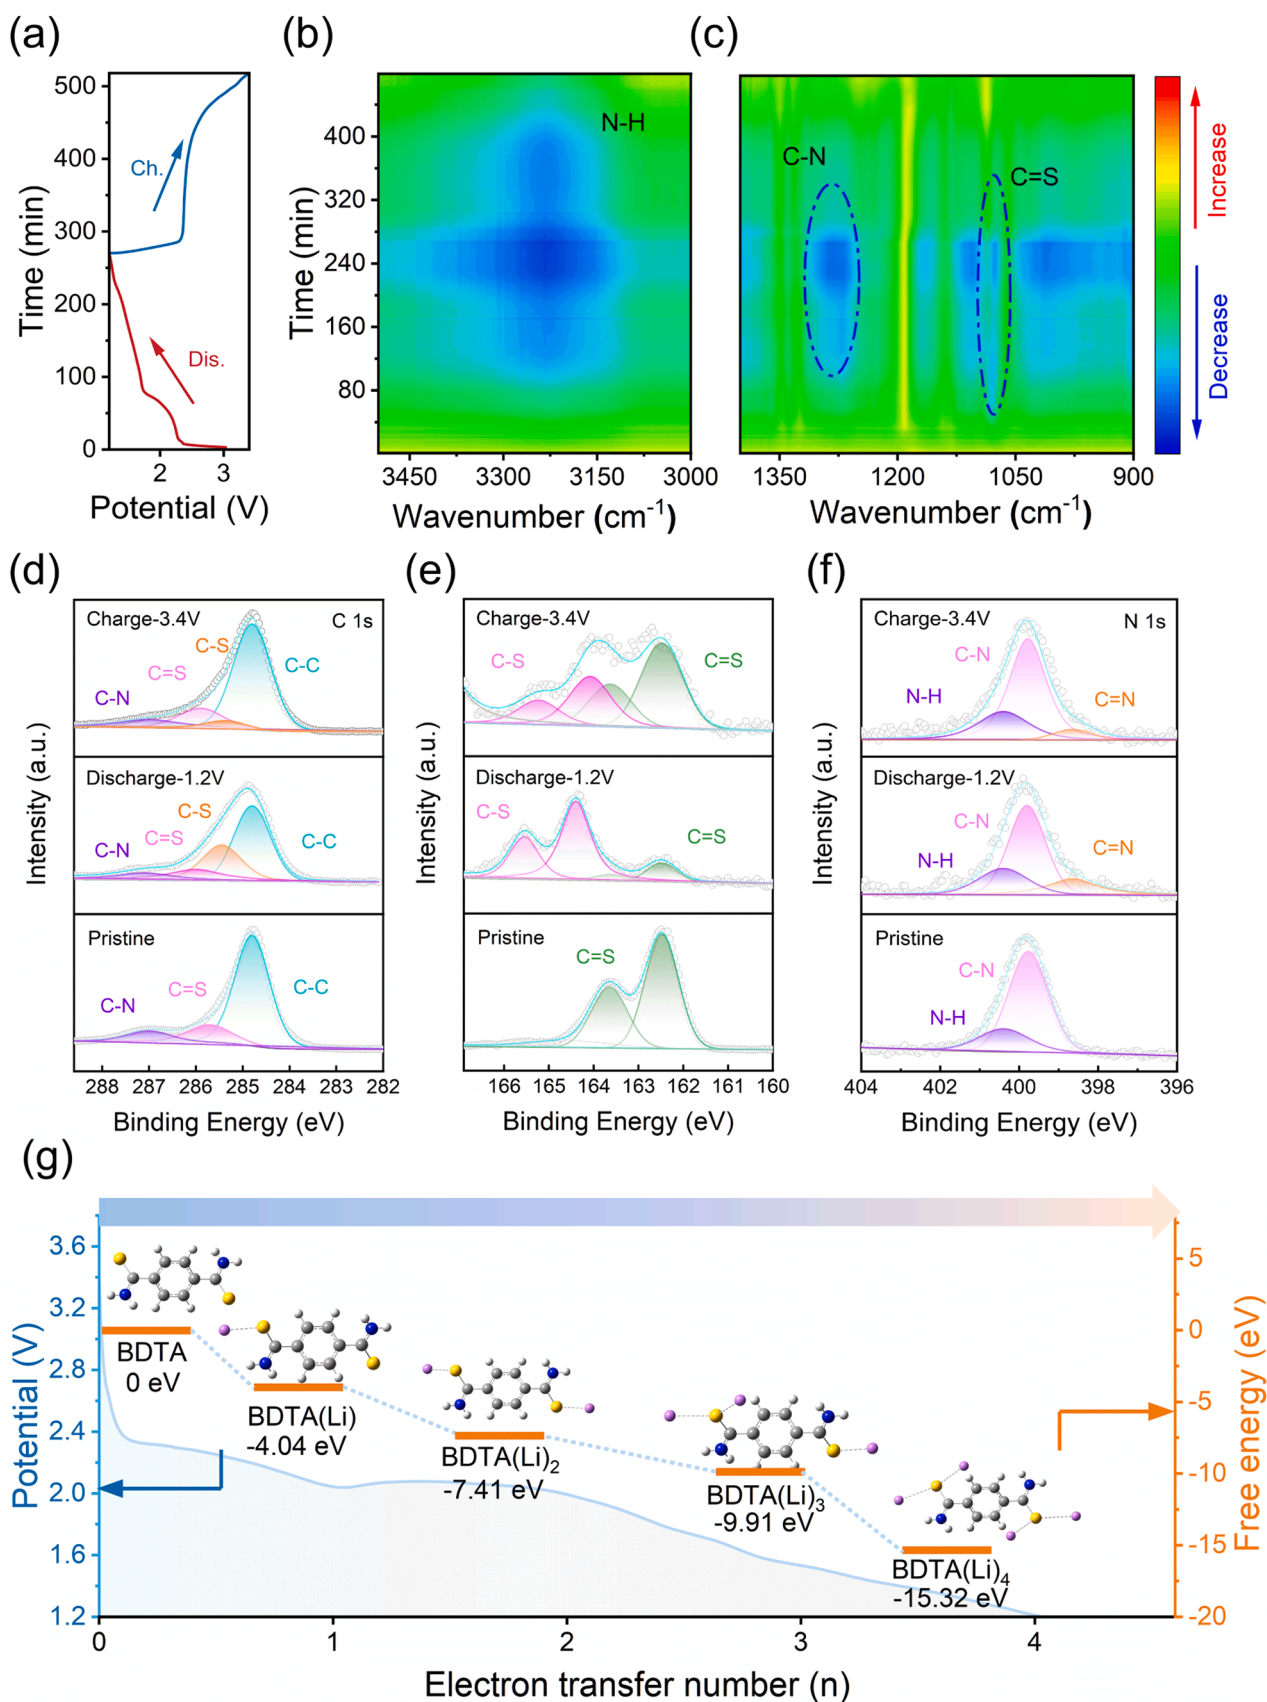 (a)
500
400
300
200
100
0
Time (min)
Ch.
Dis.
2
3
Potential (V)
(b)
N-H
400
320
240
160
80
Time (min)
3450
3300
3150
3000
Wavenumber (cm-1)
(c)
C-N
C=S
1350
1200
1050
900
Wavenumber (cm-1)
Increase
Decrease
(d)
Charge-3.4V
C 1s
C-S
C=S
C-C
C-N
Discharge-1.2V
C-S
C=S
C-C
C-N
Pristine
C=S
C-C
C-N
Intensity (a.u.)
288 287 286 285 284 283 282
Binding Energy (eV)
(e)
Charge-3.4V
C-S
C=S
Discharge-1.2V
C-S
C=S
Pristine
C=S
Intensity (a.u.)
166 165 164 163 162 161 160
Binding Energy (eV)
(f)
Charge-3.4V
N 1s
C-N
N-H
C=N
Discharge-1.2V
C-N
C=N
N-H
Pristine
C-N
N-H
Intensity (a.u.)
404 402 400 398 396
Binding Energy (eV)
(g)
3.6
3.2
2.8
2.4
2.0
1.6
1.2
Potential (V)
BDTA
0 eV
BDTA(Li)
-4.04 eV
BDTA(Li)2
-7.41 eV
BDTA(Li)3
-9.91 eV
BDTA(Li)4
-15.32 eV
5
0
-5
-10
-15
-20
Free energy (eV)
0 1 2 3 4
Electron transfer number (n)